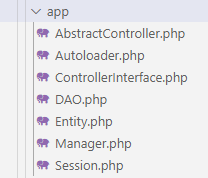 app
AbstractController.php
Autoloader.php
ControllerInterface.php
DAO.php
Entity.php
Manager.php
Session.php